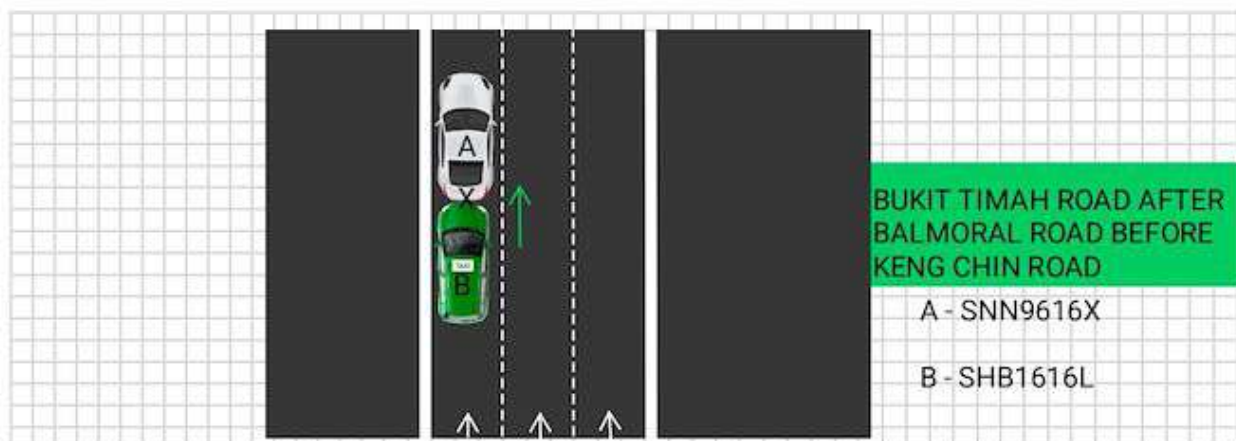 A
X
TAXI
B
BUKIT TIMAH ROAD AFTER
BALMORAL ROAD BEFORE
KENG CHIN ROAD
A - SNN9616X
B - SHB1616L